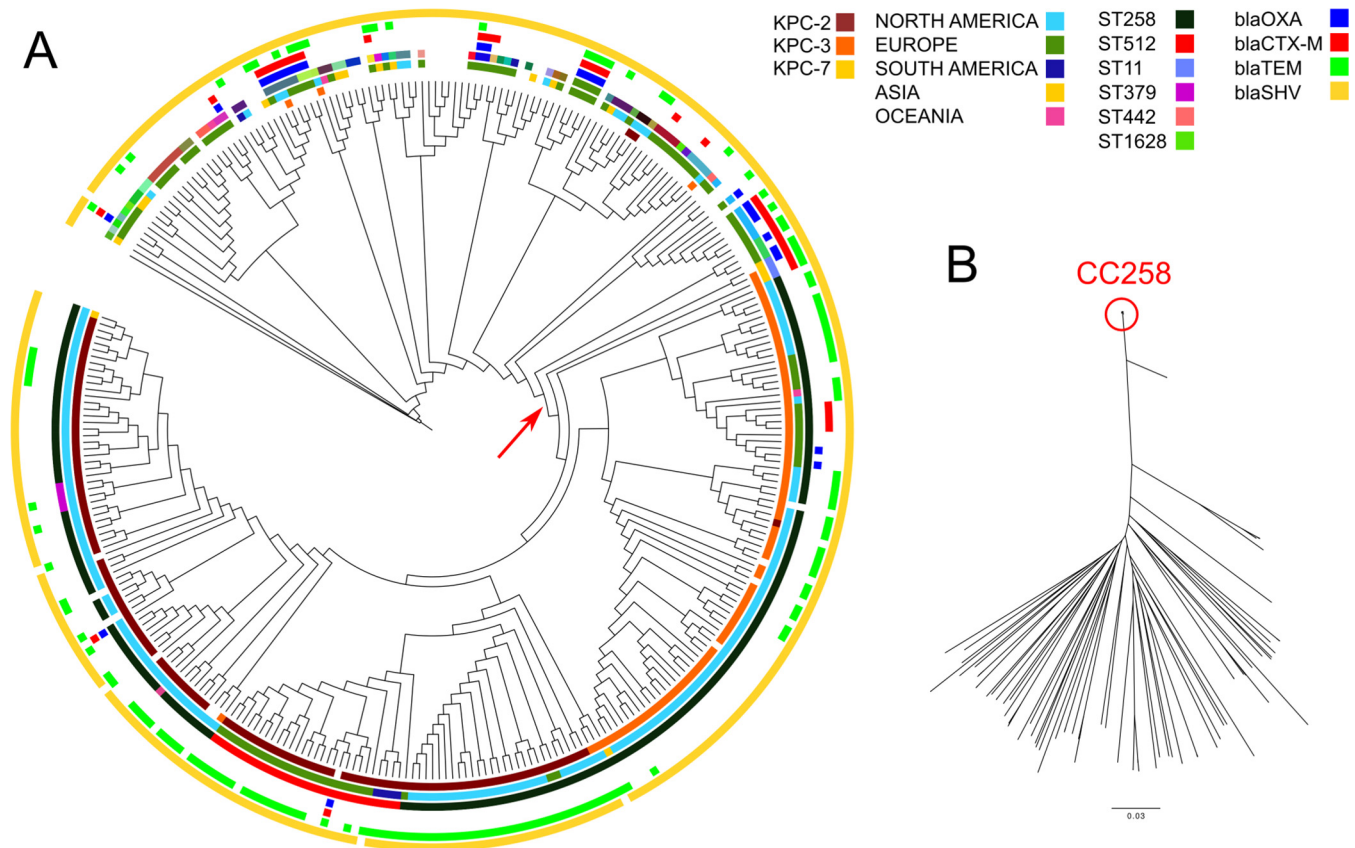 A
KPC-2
KPC-3
KPC-7
NORTH AMERICA
EUROPE
SOUTH AMERICA
ASIA
OCEANIA
ST258
ST512
ST11
ST379
ST442
ST1628
blaOXA
blaCTX-M
blaTEM
blaSHV
B
CC258
0.03